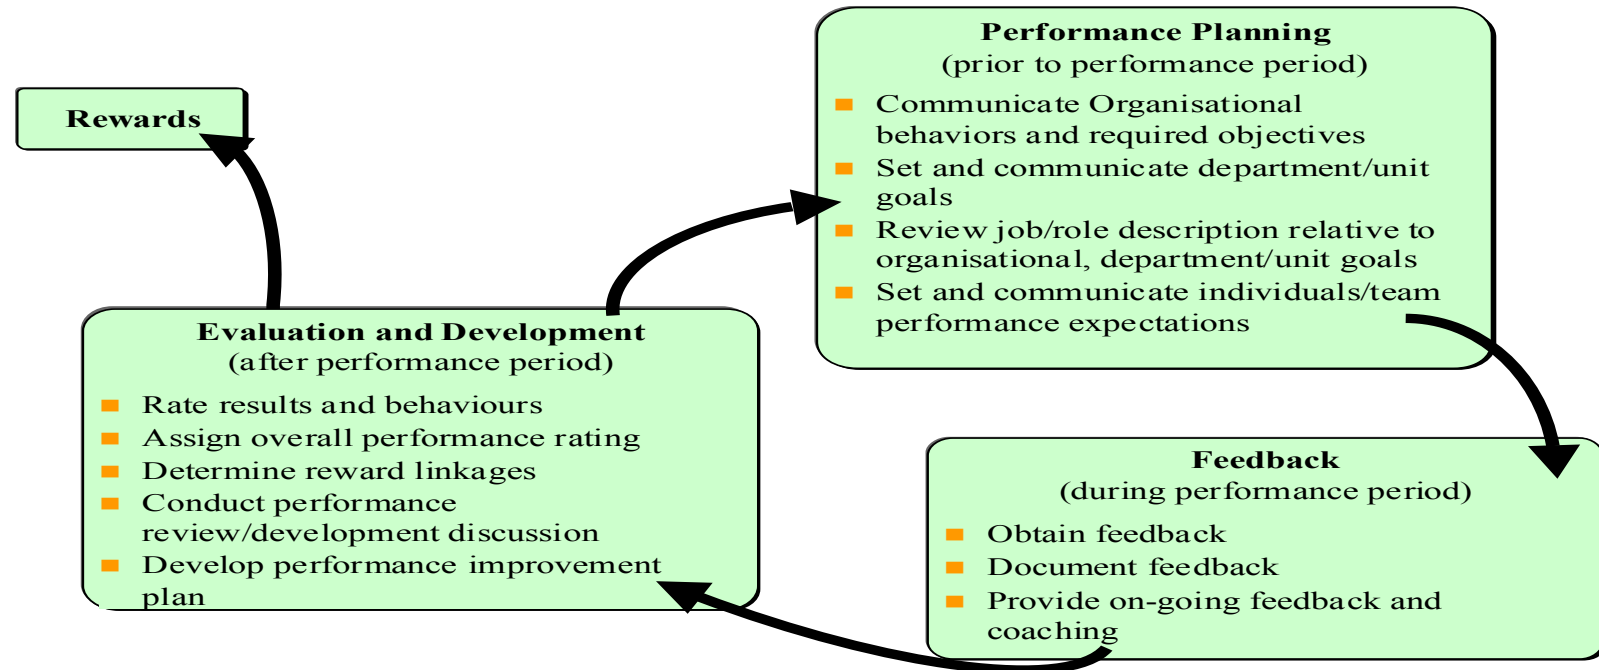 Performance Planning
(prior to performance period)
Communicate Organisational
behaviors and required objectives
Set and communicate department/unit
goals
Review job/role description relative to
organisational, department/unit goals
Set and communicate individuals/team
performance expectations
Rewards
Evaluation and Development
(after performance period)
Rate results and behaviours
Assign overall performance rating
Determine reward linkages
Conduct performance
review/development discussion
Develop performance improvement
plan
Feedback
(during performance period)
Obtain feedback
Document feedback
Provide on-going feedback and
coaching